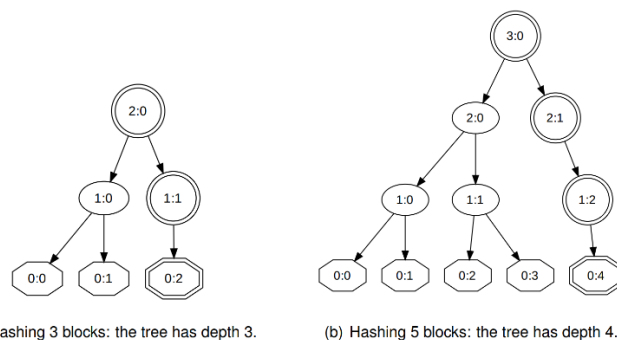 3:0
2:0
2:0 2:1
1:0 1:1
1:0 1:1 1:2
0:0 0:1 0:2
0:0 0:1 0:2 0:3 0:4
ashing 3 blocks: the tree has depth 3.
(b) Hashing 5 blocks: the tree has depth 4.